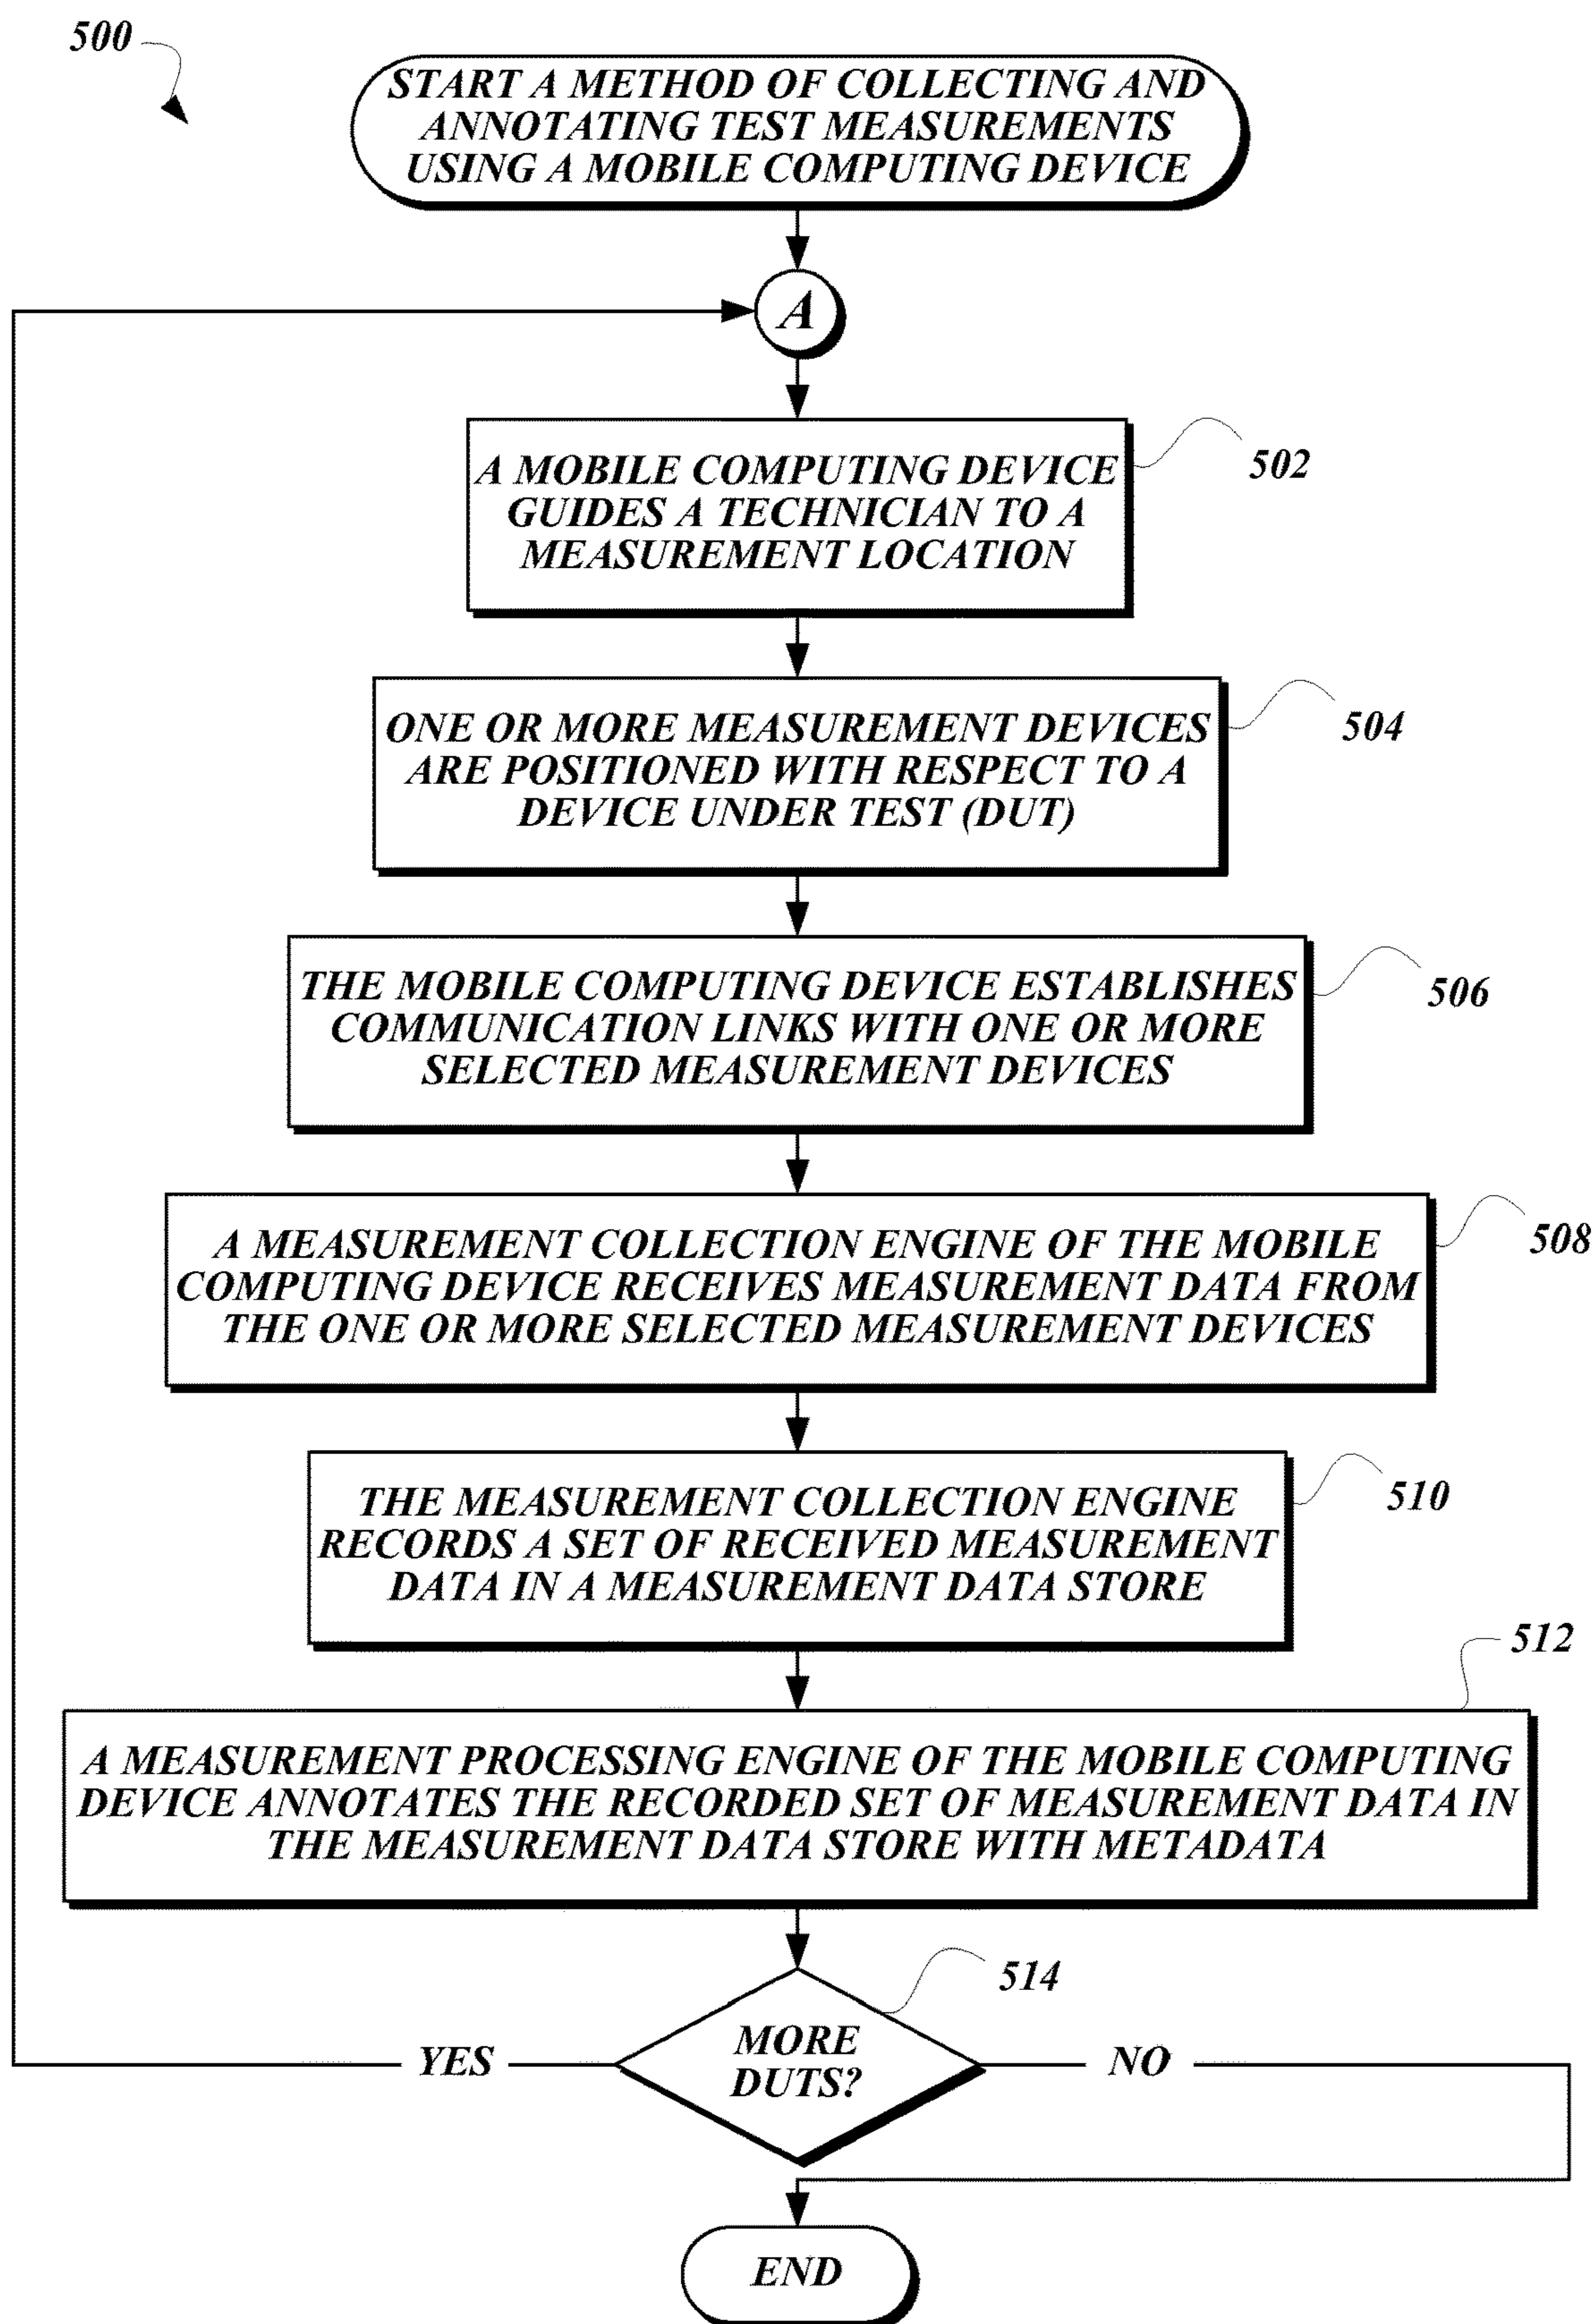 500
START A METHOD OF COLLECTING AND
ANNOTATING TEST MEASUREMENTS
USING A MOBILE COMPUTING DEVICE
A
A MOBILE COMPUTING DEVICE
GUIDES A TECHNICIAN TO A
MEASUREMENT LOCATION
502
ONE OR MORE MEASUREMENT DEVICES
ARE POSITIONED WITH RESPECT TO A
DEVICE UNDER TEST (DUT)
504
THE MOBILE COMPUTING DEVICE ESTABLISHES
COMMUNICATION LINKS WITH ONE OR MORE
SELECTED MEASUREMENT DEVICES
506
A MEASUREMENT COLLECTION ENGINE OF THE MOBILE
COMPUTING DEVICE RECEIVES MEASUREMENT DATA FROM
THE ONE OR MORE SELECTED MEASUREMENT DEVICES
508
THE MEASUREMENT COLLECTION ENGINE
RECORDS A SET OF RECEIVED MEASUREMENT
DATA IN A MEASUREMENT DATA STORE
510
512
A MEASUREMENT PROCESSING ENGINE OF THE MOBILE COMPUTING
DEVICE ANNOTATES THE RECORDED SET OF MEASUREMENT DATA IN
THE MEASUREMENT DATA STORE WITH METADATA
514
MORE
DUTS?
YES
NO
END